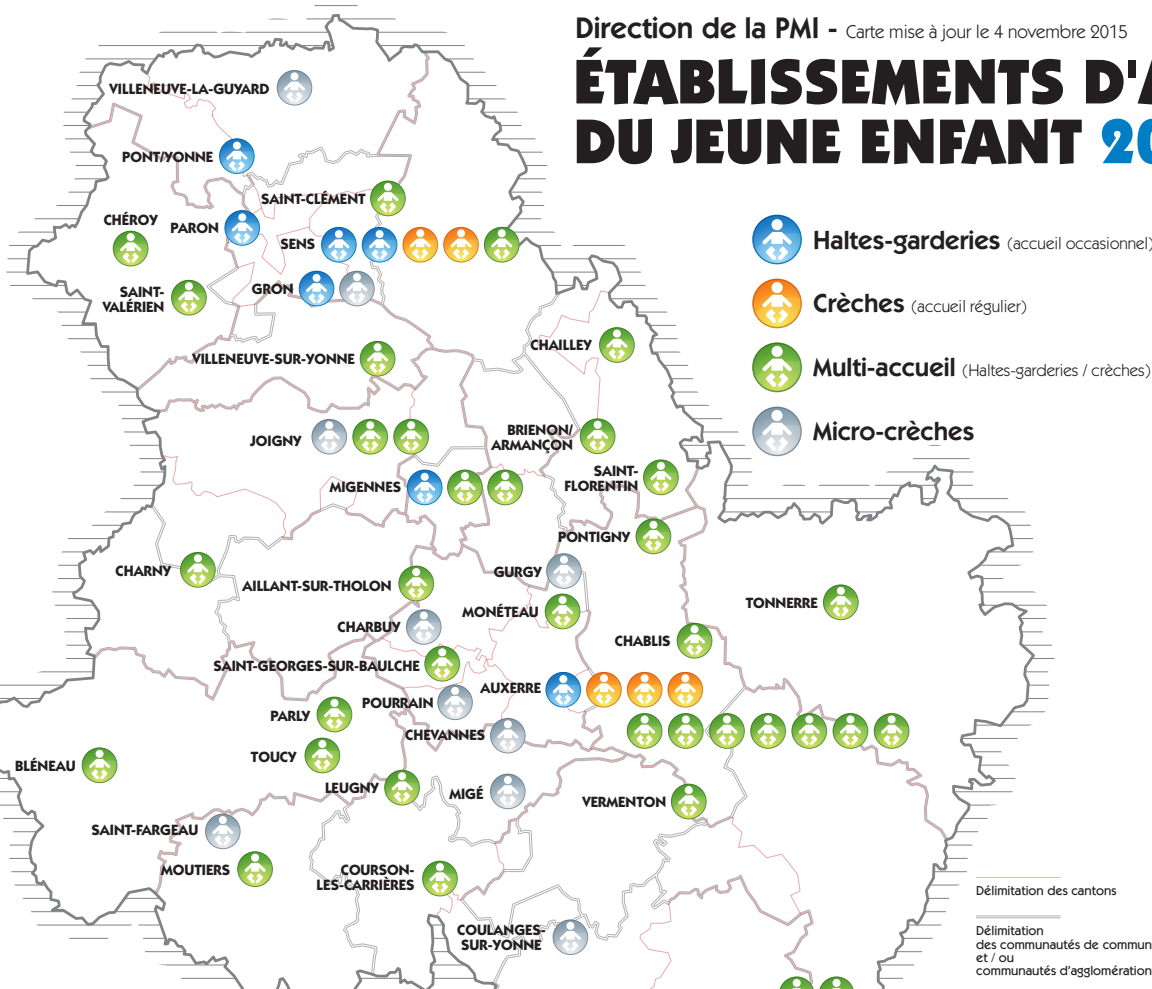 Direction de la PMI - Carte mise à jour le 4 novembre 2015
ÉTABLISSEMENTS D'A
DU JEUNE ENFANT 20
Haltes-garderies (accueil occasionnel)
Crèches (accueil régulier)
Multi-accueil (Haltes-garderies / crèches)
Micro-crèches
VILLENEUVE-LA-GUYARD
PONT/YONNE
SAINT-CLÉMENT
CHÉROY
PARON
SENS
SAINT-
VALÉRIEN
GRON
CHAILLEY
VILLENEUVE-SUR-YONNE
JOIGNY
BRIENON/
ARMANÇON
SAINT-
FLORENTIN
MIGENNES
PONTIGNY
CHARNY
GURGY
AILLANT-SUR-THOLON
TONNERRE
MONÉTEAU
CHARBUY
CHABLIS
SAINT-GEORGES-SUR-BAULCHE
AUXERRE
POURRAIN
PARLY
CHEVANNES
TOUCY
BLÉNEAU
LEUGNY
MIGÉ
VERMENTON
SAINT-FARGEAU
MOUTIERS
COURSON-
LES-CARRIÈRES
COULANGES-
SUR-YONNE
Délimitation des cantons
Délimitation
des communautés de commun
et / ou
communautés d'agglomération